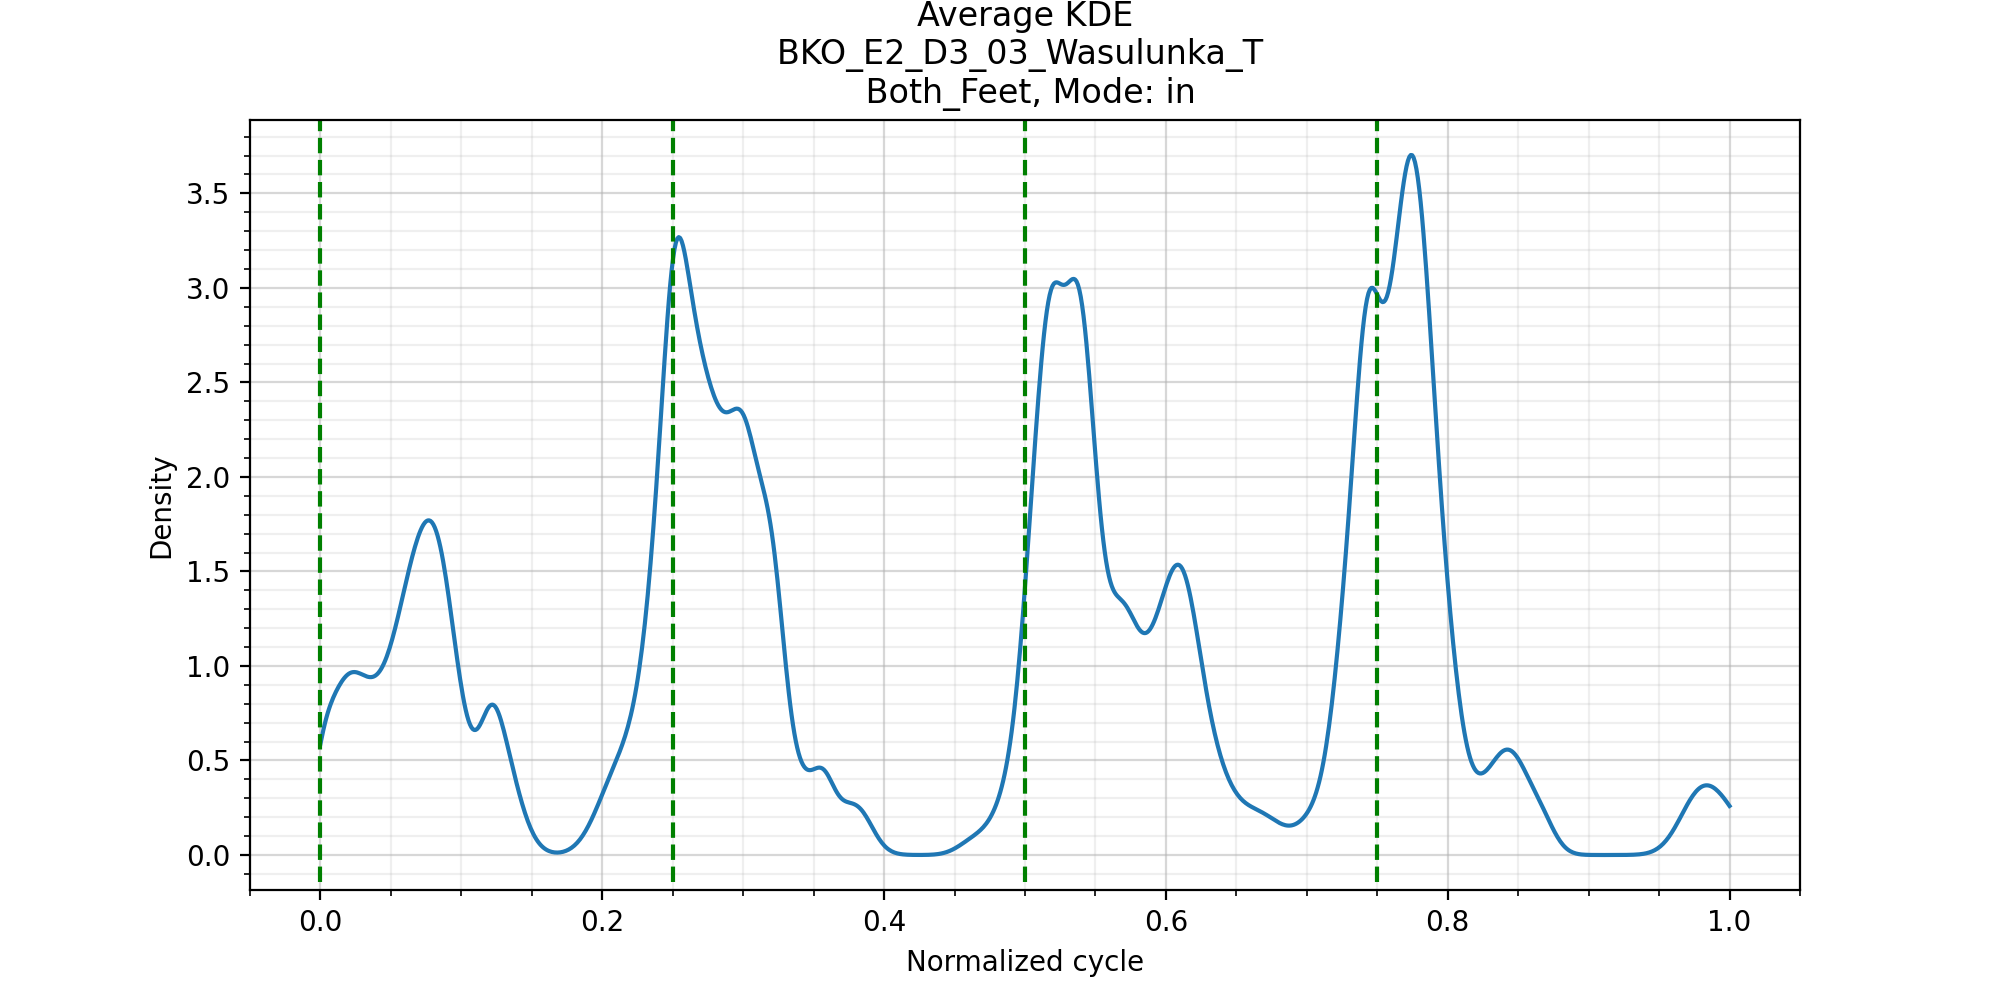 Average KDE
BKO_E2_D3_03_Wasulunka_T
Both_Feet, Mode: in
Density
3.5
3.0
2.5
2.0
1.5
1.0
0.5
0.0
0.0 0.2 0.4 0.6 0.8 1.0
Normalized cycle